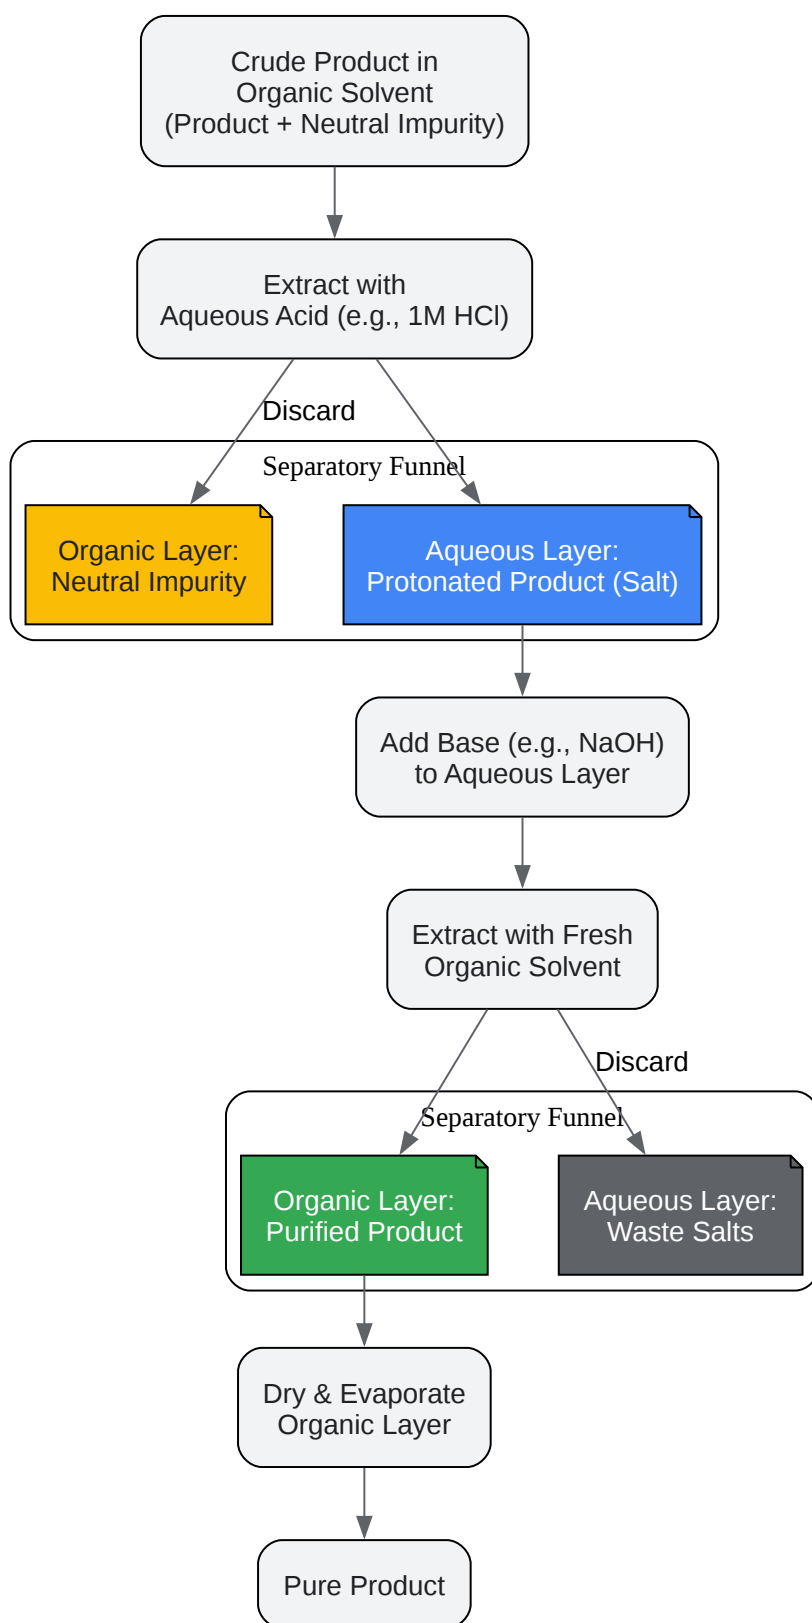 Crude Product in
Organic Solvent
(Product + Neutral Impurity)
Extract with
Aqueous Acid (e.g., 1M HCl)
Discard
Separatory Funnel
Organic Layer:
Neutral Impurity
Aqueous Layer:
Protonated Product (Salt)
Add Base (e.g., NaOH)
to Aqueous Layer
Extract with Fresh
Organic Solvent
Discard
Separatory Funnel
Organic Layer:
Purified Product
Aqueous Layer:
Waste Salts
Dry & Evaporate
Organic Layer
Pure Product